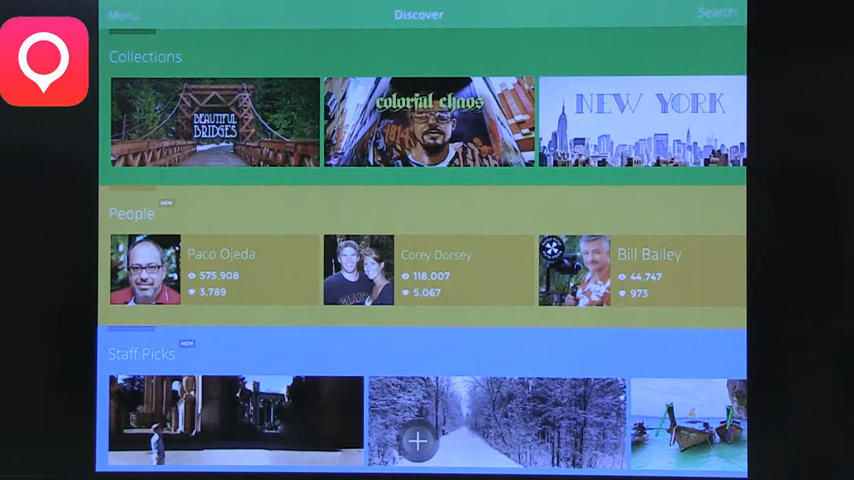 Menu
Discover
Search
Collections
BEAUTIFUL
BRIDGES
colorful chaos
NEW YORK
People
NEW
Paco Ojeda
575,908
3,789
Corey Dorsey
118,007
5,067
Bill Bailey
44,747
973
Staff Picks
NEW